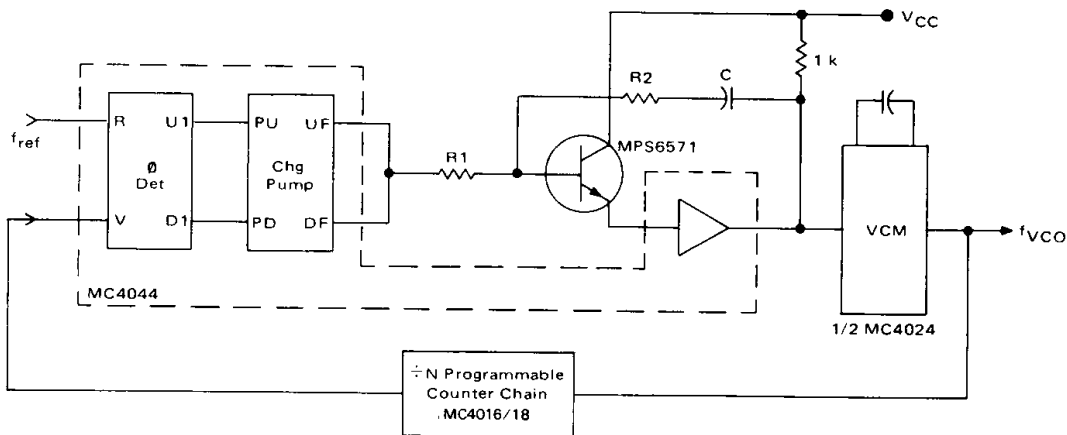 VCC
1 k
R2
C
R
U1
PU
UF
MPS6571
fref
ø
Det
Chg
Pump
R1
V
D1
PD
DF
VCM
fVCO
MC4044
1/2 MC4024
÷N Programmable
Counter Chain
MC4016/18